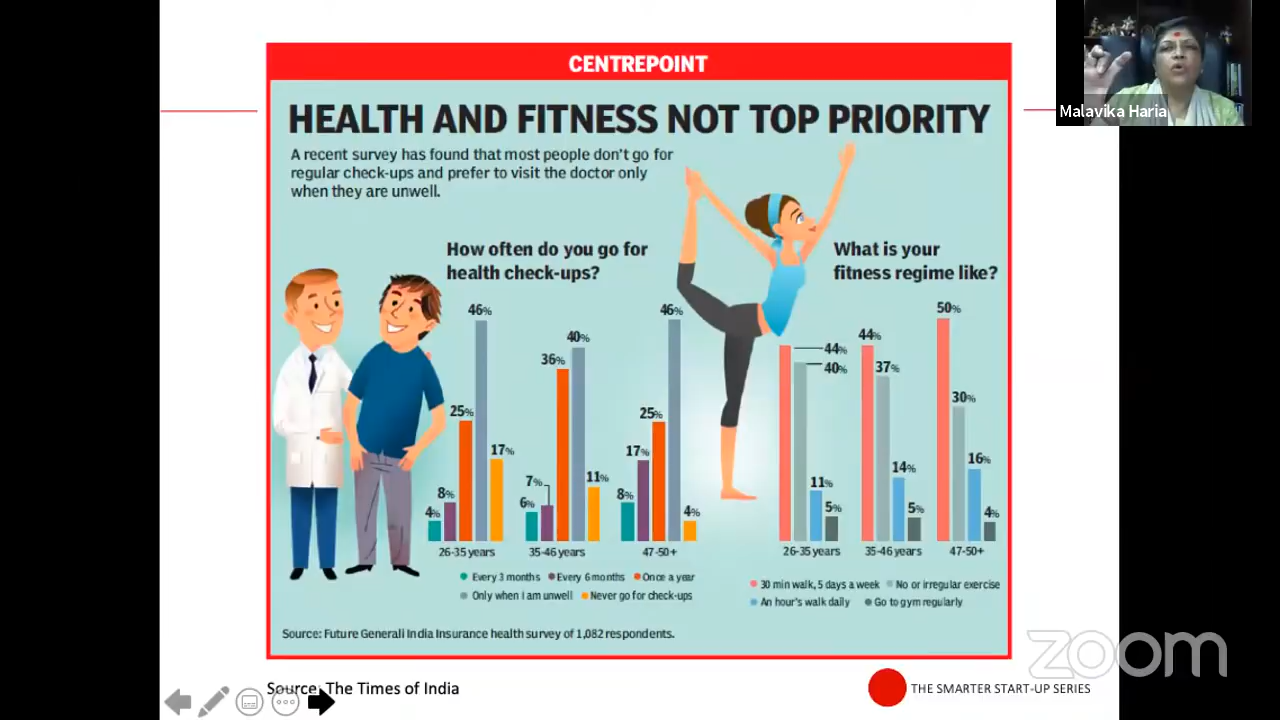 CENTREPOINT
HEALTH AND FITNESS NOT TOP PRIORITY
A recent survey has found that most people don't go for
regular check-ups and prefer to visit the doctor only
when they are unwell.
How often do you go for
health check-ups?
46%
46%
40%
36%
25%
25%
17%
17%
11%
8%
7%
6%
8%
4%
4%
26-35 years
35-46 years
47-50+
Every 3 months
Every 6 months
Once a year
Only when I am unwell
Never go for check-ups
What is your
fitness regime like?
50%
44%
44%
40%
37%
30%
11%
14%
16%
5%
5%
4%
26-35 years
35-46 years
47-50+
30 min walk, 5 days a week
No or irregular exercise
An hour's walk daily
Go to gym regularly
Source: Future Generali India Insurance health survey of 1,082 respondents.
Source: The Times of India
THE SMARTER START-UP SERIES
Malavika Haria
zoom